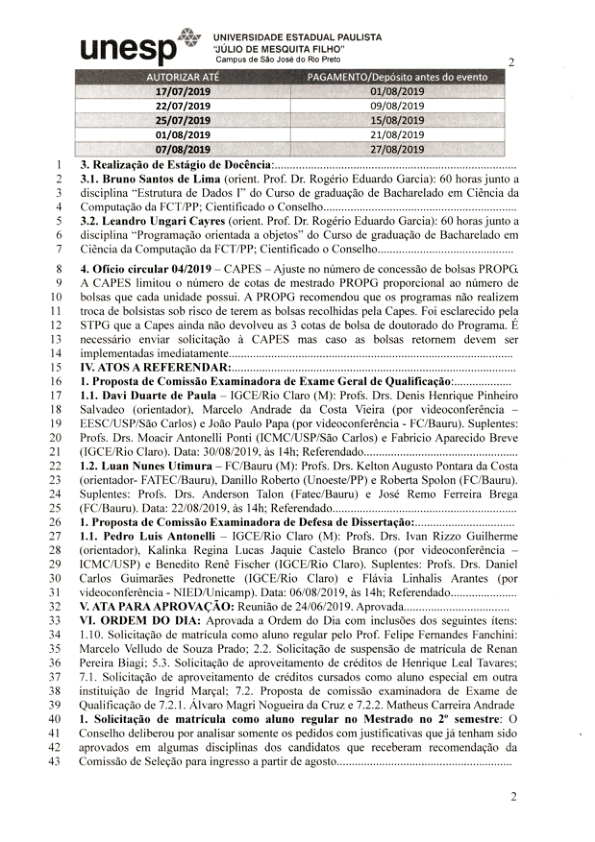 unesp
UNIVERSIDADE ESTADUAL PAULISTA
"JÚLIO DE MESQUITA FILHO"
Campus de São José do Rio Preto
2
AUTORIZAR ATÉ PAGAMENTO/Depósito antes do evento
17/07/2019 01/08/2019
22/07/2019 09/08/2019
25/07/2019 15/08/2019
01/08/2019 21/08/2019
07/08/2019 27/08/2019
1 3. Realização de Estágio de Docência:................................................................................
2 3.1. Bruno Santos de Lima (orient. Prof. Dr. Rogério Eduardo Garcia): 60 horas junto a
3 disciplina “Estrutura de Dados I” do Curso de graduação de Bacharelado em Ciência da
4 Computação da FCT/PP; Cientificado o Conselho.......................................................
5 3.2. Leandro Ungari Cayres (orient. Prof. Dr. Rogério Eduardo Garcia): 60 horas junto a
6 disciplina “Programação orientada a objetos” do Curso de graduação de Bacharelado em
7 Ciência da Computação da FCT/PP; Cientificado o Conselho.............................................
8 4. Ofício circular 04/2019 – CAPES – Ajuste no número de concessão de bolsas PROPG.
9 A CAPES limitou o número de cotas de mestrado PROPG proporcional ao número de
10 bolsas que cada unidade possui. A PROPG recomendou que os programas não realizem
11 troca de bolsistas sob risco de terem as bolsas recolhidas pela Capes. Foi esclarecido pela
12 STPG que a Capes ainda não devolveu as 3 cotas de bolsa de doutorado do Programa. É
13 necessário enviar solicitação à CAPES mas caso as bolsas retornem devem ser
14 implementadas imediatamente..............................................................................................
15 IV. ATOS A REFERENDAR:..............................................................................................
16 1. Proposta de Comissão Examinadora de Exame Geral de Qualificação:...................
17 1.1. Davi Duarte de Paula – IGCE/Rio Claro (M): Profs. Drs. Denis Henrique Pinheiro
18 Salvadeo (orientador), Marcelo Andrade da Costa Vieira (por videoconferência –
19 EESC/USP/São Carlos) e João Paulo Papa (por videoconferência - FC/Bauru). Suplentes:
20 Profs. Drs. Moacir Antonelli Ponti (ICMC/USP/São Carlos) e Fabricio Aparecido Breve
21 (IGCE/Rio Claro). Data: 30/08/2019, às 14h; Referendado...................................................
22 1.2. Luan Nunes Utimura – FC/Bauru (M): Profs. Drs. Kelton Augusto Pontara da Costa
23 (orientador- FATEC/Bauru), Danillo Roberto (Unoeste/PP) e Roberta Spolon (FC/Bauru).
24 Suplentes: Profs. Drs. Anderson Talon (Fatec/Bauru) e José Remo Ferreira Brega
25 (FC/Bauru). Data: 22/08/2019, às 14h; Referendado.............................................................
26 1. Proposta de Comissão Examinadora de Defesa de Dissertação:.................................
27 1.1. Pedro Luis Antonelli – IGCE/Rio Claro (M): Profs. Drs. Ivan Rizzo Guilherme
28 (orientador), Kalinka Regina Lucas Jaquie Castelo Branco (por videoconferência –
29 ICMC/USP) e Benedito Renê Fischer (IGCE/Rio Claro). Suplentes: Profs. Drs. Daniel
30 Carlos Guimarães Pedronette (IGCE/Rio Claro) e Flávia Linhalis Arantes (por
31 videoconferência - NIED/Unicamp). Data: 06/08/2019, às 14h; Referendado......................
32 V. ATA PARA APROVAÇÃO: Reunião de 24/06/2019. Aprovada...................................
33 VI. ORDEM DO DIA: Aprovada a Ordem do Dia com inclusões dos seguintes ítens:
34 1.10. Solicitação de matrícula como aluno regular pelo Prof. Felipe Fernandes Fanchini:
35 Marcelo Velludo de Souza Prado; 2.2. Solicitação de suspensão de matrícula de Renan
36 Pereira Biagi; 5.3. Solicitação de aproveitamento de créditos de Henrique Leal Tavares;
37 7.1. Solicitação de aproveitamento de créditos cursados como aluno especial em outra
38 instituição de Ingrid Marçal; 7.2. Proposta de comissão examinadora de Exame de
39 Qualificação de 7.2.1. Álvaro Magri Nogueira da Cruz e 7.2.2. Matheus Carreira Andrade
40 1. Solicitação de matrícula como aluno regular no Mestrado no 2º semestre: O
41 Conselho deliberou por analisar somente os pedidos com justificativas que já tenham sido
42 aprovados em algumas disciplinas dos candidatos que receberam recomendação da
43 Comissão de Seleção para ingresso a partir de agosto..........................................................
2